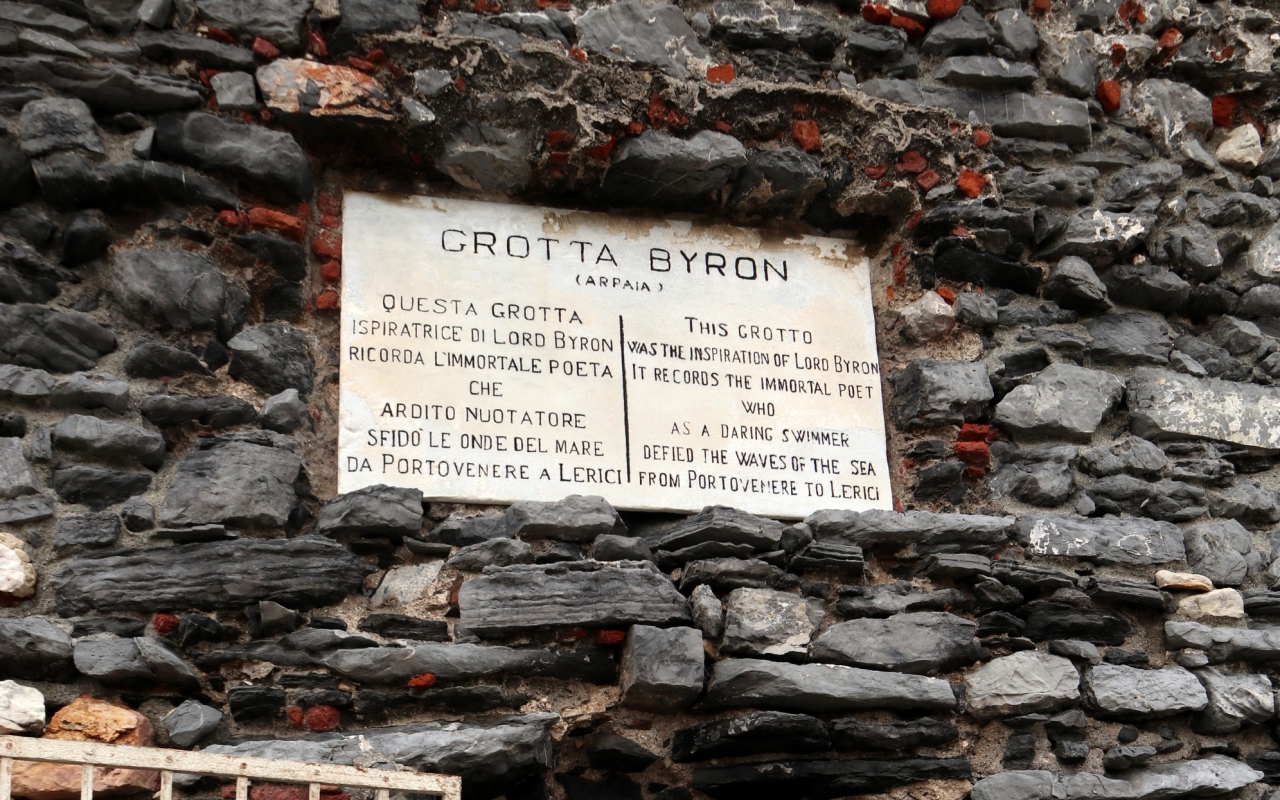 GROTTA BYRON
(ARPAIA)
QUESTA GROTTA
ISPIRATRICE DI LORD BYRON
RICORDA L'IMMORTALE POETA
CHE
ARDITO NUOTATORE
SFIDÒ LE ONDE DEL MARE
DA PORTOVENERE A LERICI
THIS GROTTO
WAS THE INSPIRATION OF LORD BYRON
IT RECORDS THE IMMORTAL POET
WHO
AS A DARING SWIMMER
DEFIED THE WAVES OF THE SEA
FROM PORTOVENERE TO LERICI